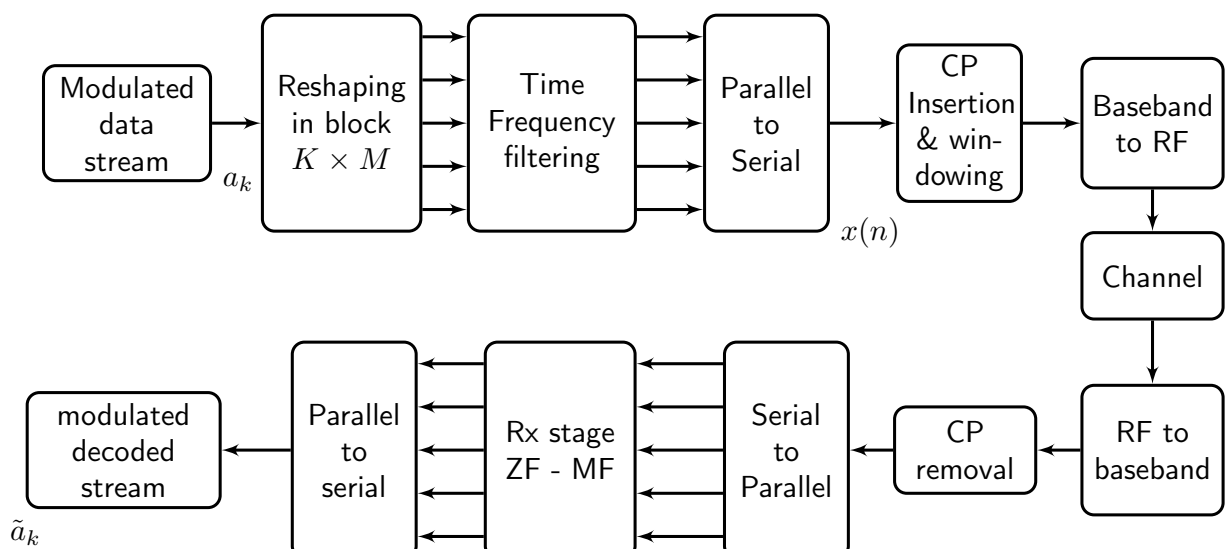 Modulated
data
stream
a_k
Reshaping
in block
K × M
Time
Frequency
filtering
Parallel
to
Serial
x(n)
CP
Insertion
& win-
dowing
Baseband
to RF
Channel
RF to
baseband
CP
removal
Serial
to
Parallel
Rx stage
ZF - MF
Parallel
to
serial
modulated
decoded
stream
ã_k